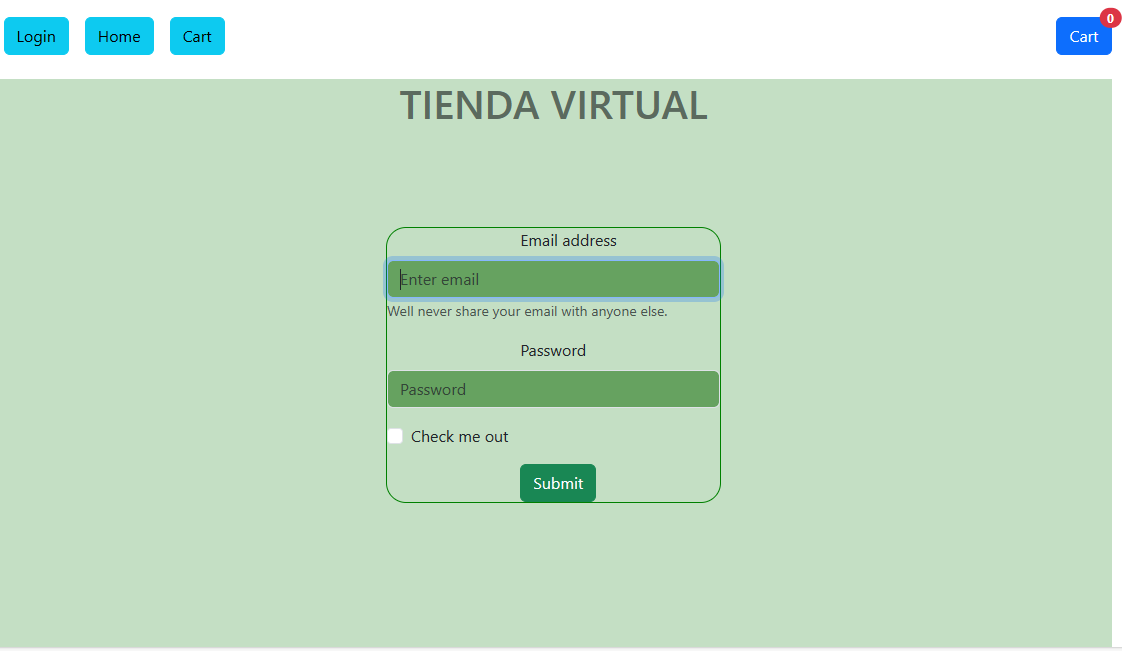 Login Home Cart Cart 0
TIENDA VIRTUAL
Email address
Enter email
Well never share your email with anyone else.
Password
Password
Check me out
Submit